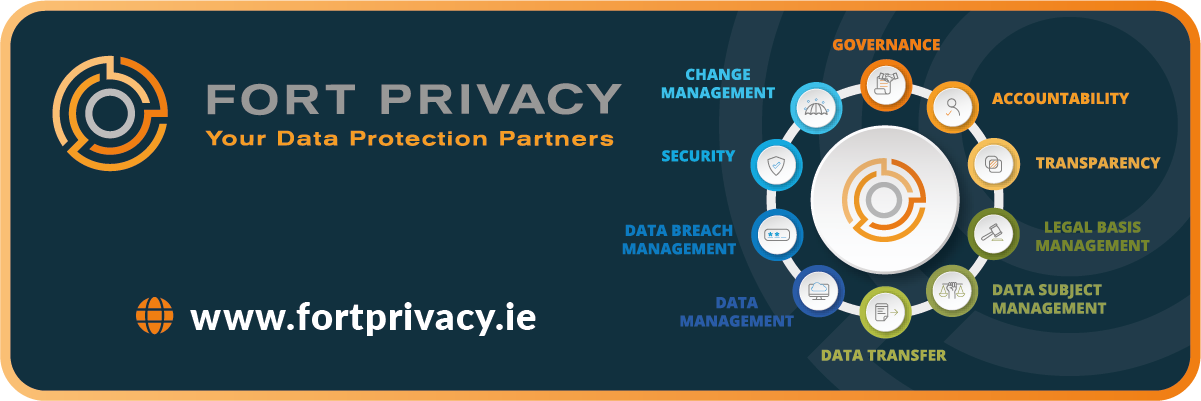 FORT PRIVACY
Your Data Protection Partners
www.fortprivacy.ie
GOVERNANCE
ACCOUNTABILITY
TRANSPARENCY
LEGAL BASIS
MANAGEMENT
DATA SUBJECT
MANAGEMENT
DATA TRANSFER
DATA
MANAGEMENT
DATA BREACH
MANAGEMENT
SECURITY
CHANGE
MANAGEMENT